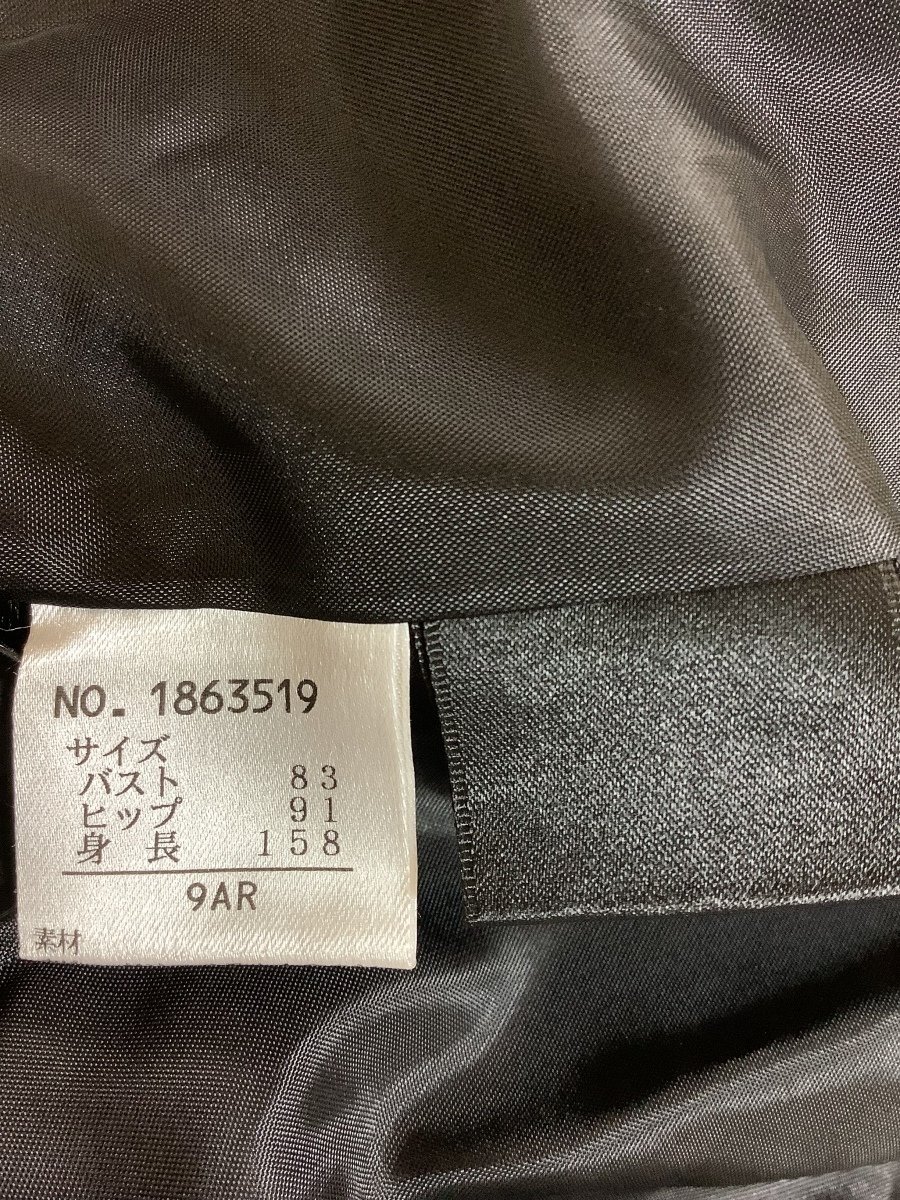 NO. 1863519
サイズ
バスト 83
ヒップ 91
身長 158
9AR
素材